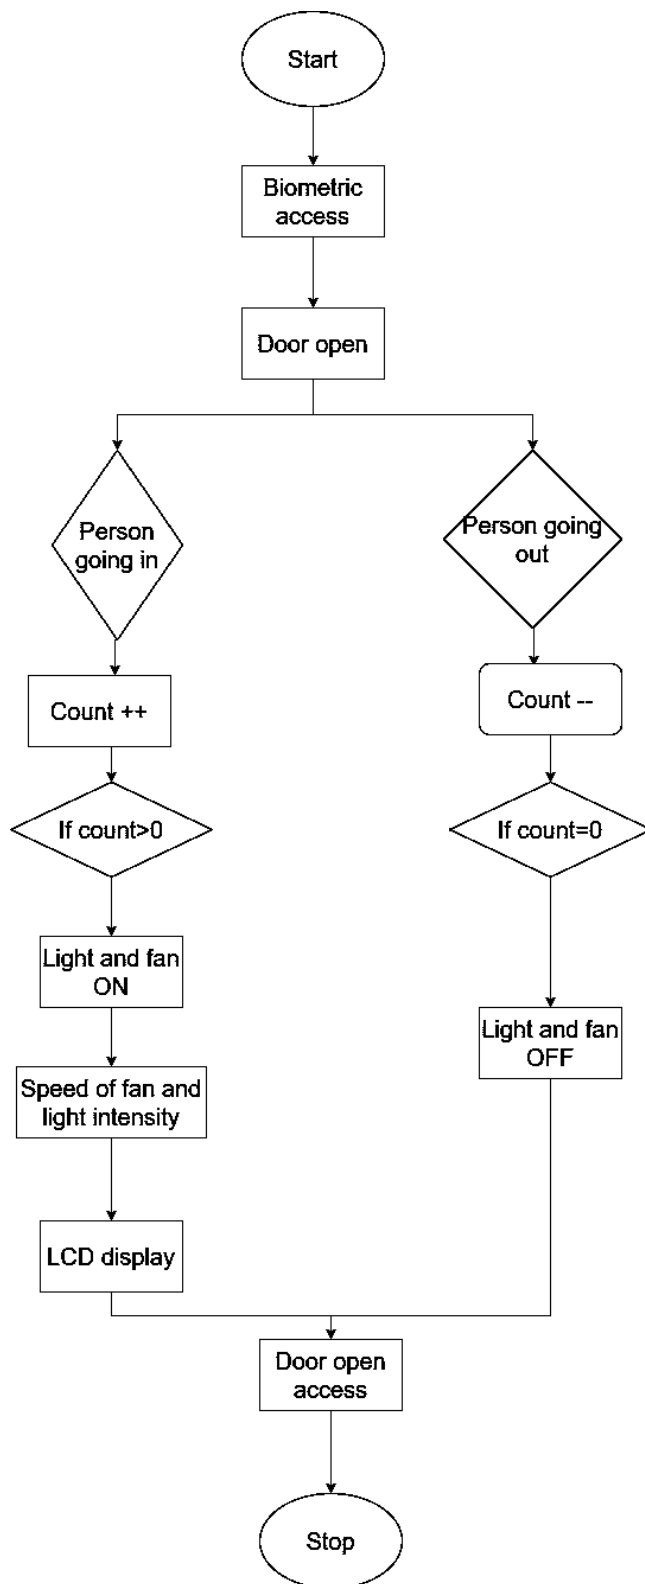 Start
Biometric
access
Door open
Person
going in
Count ++
If count>0
Light and fan
ON
Speed of fan and
light intensity
LCD display
Person going
out
Count --
If count=0
Light and fan
OFF
Door open
access
Stop